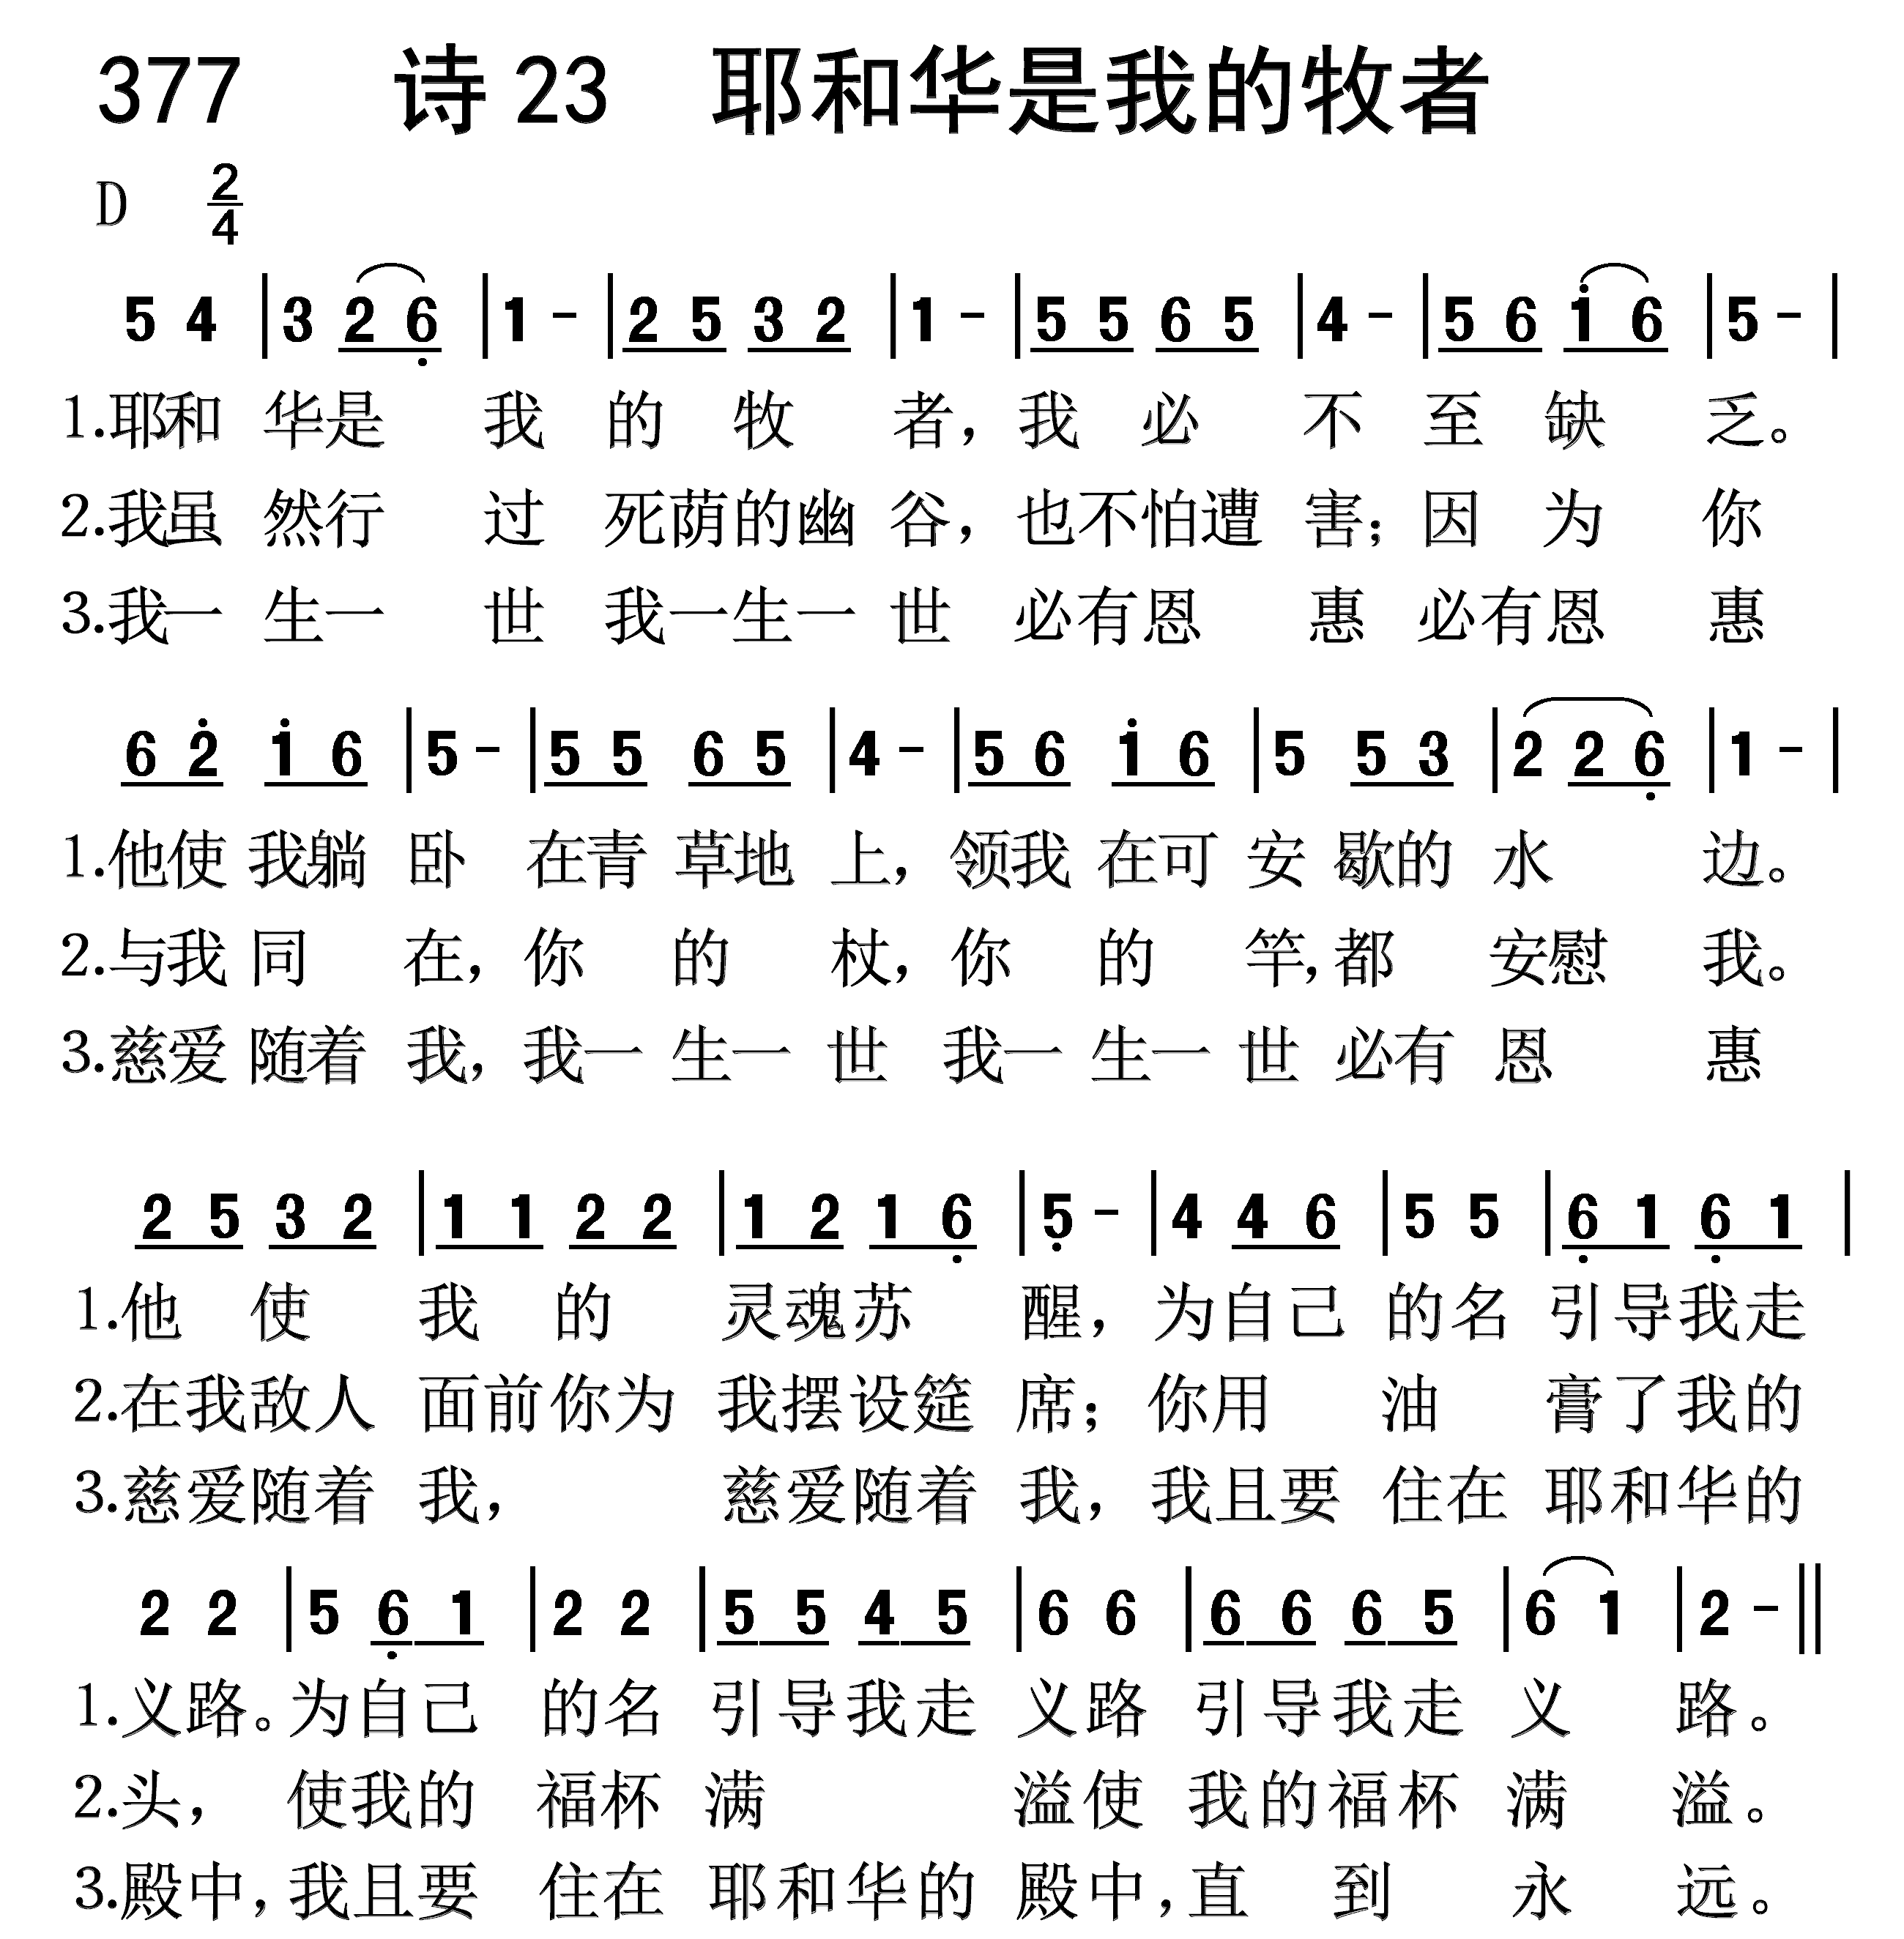 377 诗 23 耶和华是我的牧者
D 2/4
5 4 | 3 2 6̣ | 1 - | 2 5 3 2 | 1 - | 5 5 6 5 | 4 - | 5 6 1̇ 6 | 5 - |
1.耶和 华是 我 的 牧 者，我 必 不 至 缺 乏。
2.我虽 然行 过 死荫的幽 谷，也不怕遭 害；因 为 你
3.我一 生一 世 我一生一 世 必有恩 惠 必有恩 惠
6 2̇ 1̇ 6 | 5 - | 5 5 6 5 | 4 - | 5 6 1̇ 6 | 5 5 3 | 2 2 6̣ | 1 - |
1.他使 我躺 卧 在青 草地 上，领我 在可 安 歇的 水 边。
2.与我 同 在，你 的 杖，你 的 竿，都 安慰 我。
3.慈爱 随着 我，我一 生一 世 我一 生一 世 必有 恩 惠
2 5 3 2 | 1 1 2 2 | 1 2 1 6̣ | 5̣ - | 4 4 6 | 5 5 | 6̣ 1 6̣ 1 |
1.他 使 我 的 灵魂苏 醒，为自己 的名 引导我走
2.在我敌人 面前你为 我摆设筵 席；你用 油 膏了我的
3.慈爱随着 我， 慈爱随着 我，我且要 住在 耶和华的
2 2 | 5 6̣ 1 | 2 2 | 5 5 4 5 | 6 6 | 6 6 6 5 | 6 1 | 2 - ||
1.义路。为自己 的名 引导我走 义路 引导我走 义 路。
2.头， 使我的 福杯 满 溢使 我的福杯 满 溢。
3.殿中，我且要 住在 耶和华的 殿中，直 到 永 远。